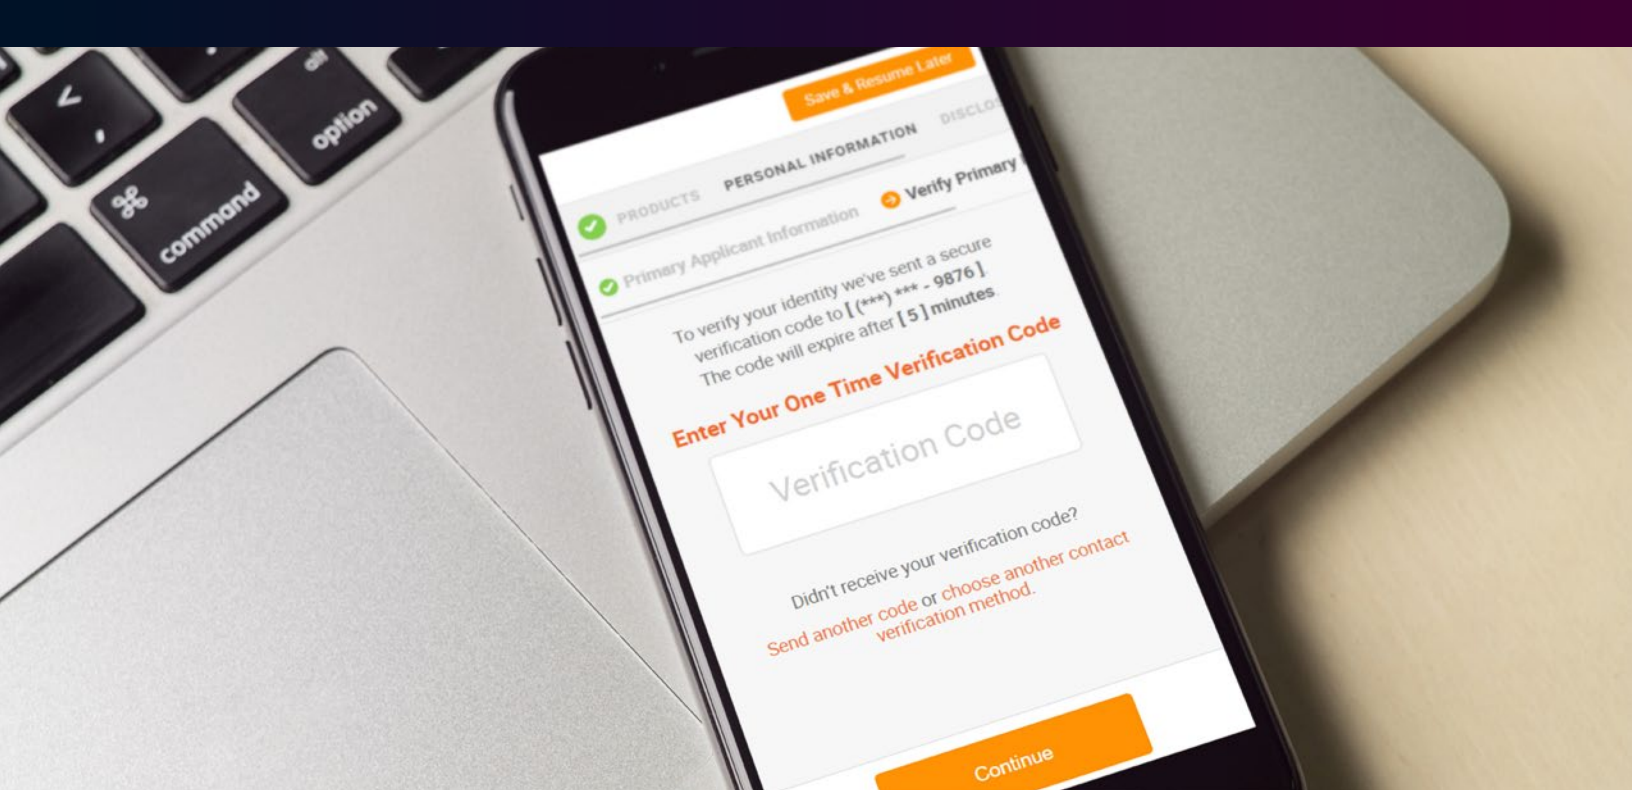 <
,
alt
option
⌘
command
Save & Resume Later
PRODUCTS PERSONAL INFORMATION
Primary Applicant Information Verify Primary
To verify your identity we've sent a secure
verification code to [ (***) *** - 9876 ].
The code will expire after [ 5 ] minutes.
Enter Your One Time Verification Code
Verification Code
Didn't receive your verification code?
Send another code or choose another contact
verification method.
Continue